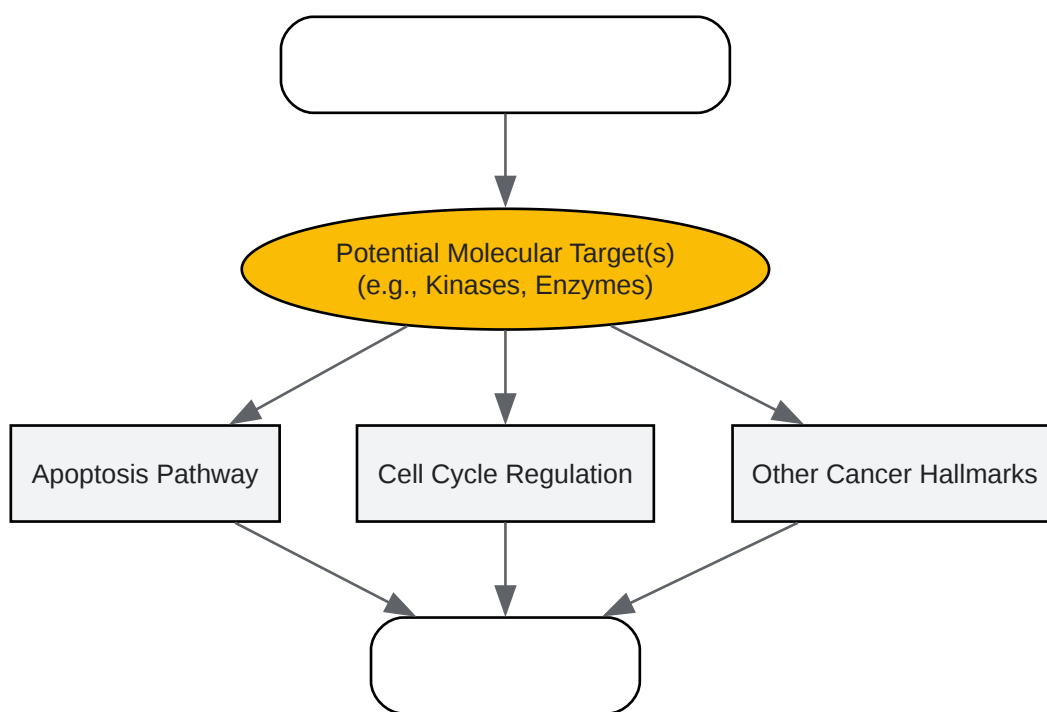 Potential Molecular Target(s)
(e.g., Kinases, Enzymes)
Apoptosis Pathway
Cell Cycle Regulation
Other Cancer Hallmarks